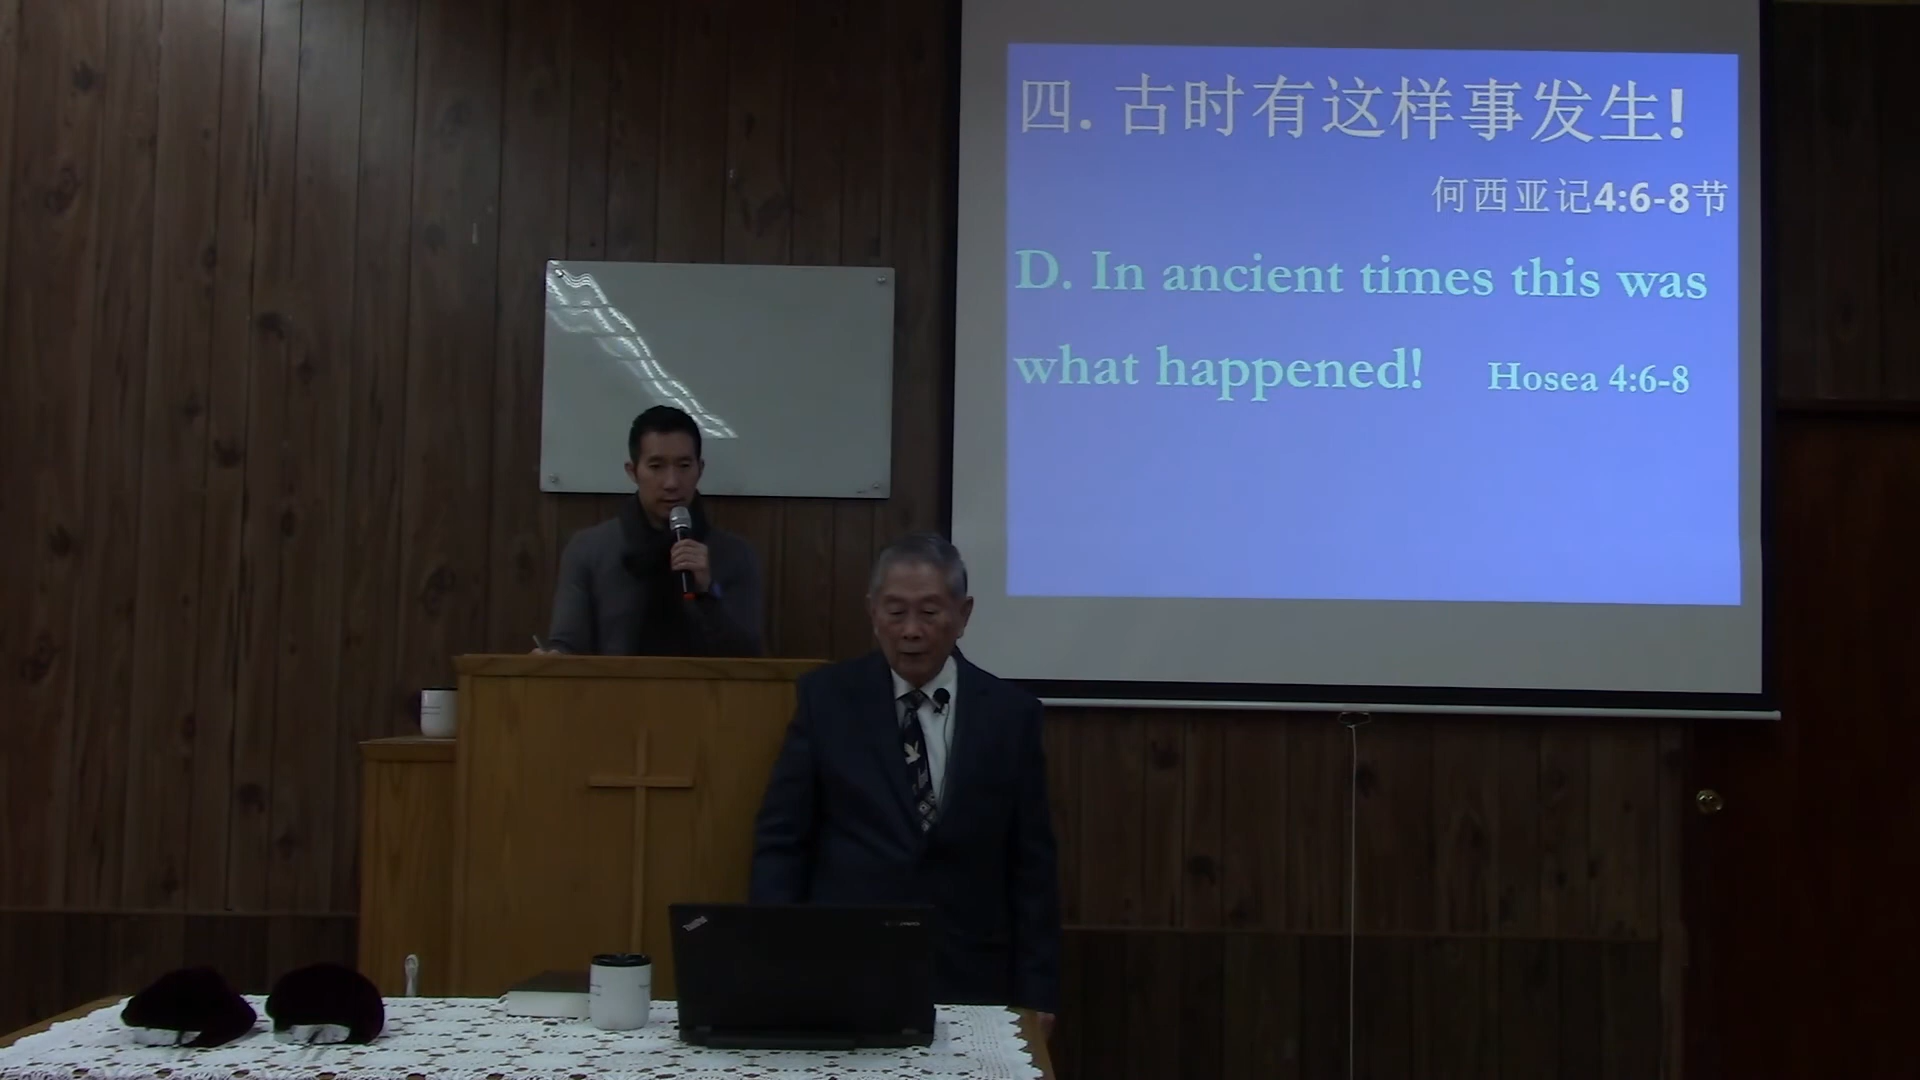 四. 古时有这样事发生!
何西亚记4:6-8节
D. In ancient times this was
what happened! Hosea 4:6-8
ThinkPad